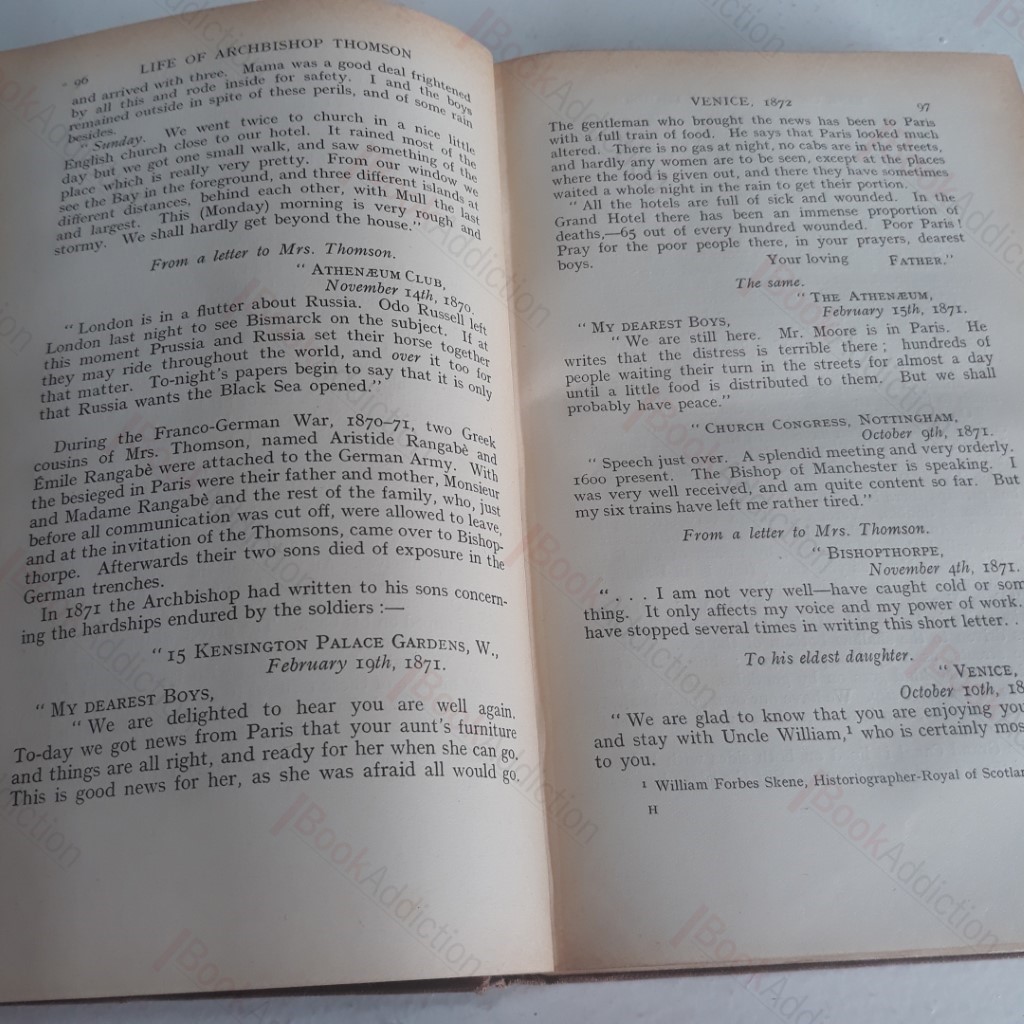 96 LIFE OF ARCHBISHOP THOMSON
and arrived with three. Mama was a good deal frightened
by all this and rode inside for safety. I and the boys
remained outside in spite of these perils, and of some rain
besides.
"Sunday. We went twice to church in a nice little
English church close to our hotel. It rained most of the
day but we got one small walk, and saw something of the
place which is really very pretty. From our window we
see the Bay in the foreground, and three different islands at
different distances, behind each other, with Mull the last
and largest. This (Monday) morning is very rough and
stormy. We shall hardly get beyond the house."
From a letter to Mrs. Thomson.
"ATHENÆUM CLUB,
November 14th, 1870.
"London is in a flutter about Russia. Odo Russell left
London last night to see Bismarck on the subject. If at
this moment Prussia and Russia set their horse together
they may ride throughout the world, and over it too for
that matter. To-night's papers begin to say that it is only
that Russia wants the Black Sea opened."
During the Franco-German War, 1870-71, two Greek
cousins of Mrs. Thomson, named Aristide Rangabè and
Émile Rangabè were attached to the German Army. With
the besieged in Paris were their father and mother, Monsieur
and Madame Rangabè and the rest of the family, who, just
before all communication was cut off, were allowed to leave,
and at the invitation of the Thomsons, came over to Bishop-
thorpe. Afterwards their two sons died of exposure in the
German trenches.
In 1871 the Archbishop had written to his sons concern-
ing the hardships endured by the soldiers :—
"15 KENSINGTON PALACE GARDENS, W.,
February 19th, 1871.
"MY DEAREST BOYS,
"We are delighted to hear you are well again.
To-day we got news from Paris that your aunt's furniture
and things are all right, and ready for her when she can go.
This is good news for her, as she was afraid all would go.
VENICE, 1872 97
The gentleman who brought the news has been to Paris
with a full train of food. He says that Paris looked much
altered. There is no gas at night, no cabs are in the streets,
and hardly any women are to be seen, except at the places
where the food is given out, and there they have sometimes
waited a whole night in the rain to get their portion.
"All the hotels are full of sick and wounded. In the
Grand Hotel there has been an immense proportion of
deaths,—65 out of every hundred wounded. Poor Paris!
Pray for the poor people there, in your prayers, dearest
boys. Your loving FATHER."
The same.
"THE ATHENÆUM,
February 15th, 1871.
"MY DEAREST BOYS,
"We are still here. Mr. Moore is in Paris. He
writes that the distress is terrible there; hundreds of
people waiting their turn in the streets for almost a day
until a little food is distributed to them. But we shall
probably have peace."
"CHURCH CONGRESS, NOTTINGHAM,
October 9th, 1871.
"Speech just over. A splendid meeting and very orderly.
1600 present. The Bishop of Manchester is speaking. I
was very well received, and am quite content so far. But
my six trains have left me rather tired."
From a letter to Mrs. Thomson.
"BISHOPTHORPE,
November 4th, 1871.
". . . I am not very well—have caught cold or som
thing. It only affects my voice and my power of work.
have stopped several times in writing this short letter. .
To his eldest daughter.
"VENICE,
October 10th, 18
"We are glad to know that you are enjoying you
and stay with Uncle William,¹ who is certainly mos
to you.
¹ William Forbes Skene, Historiographer-Royal of Scotlan
H